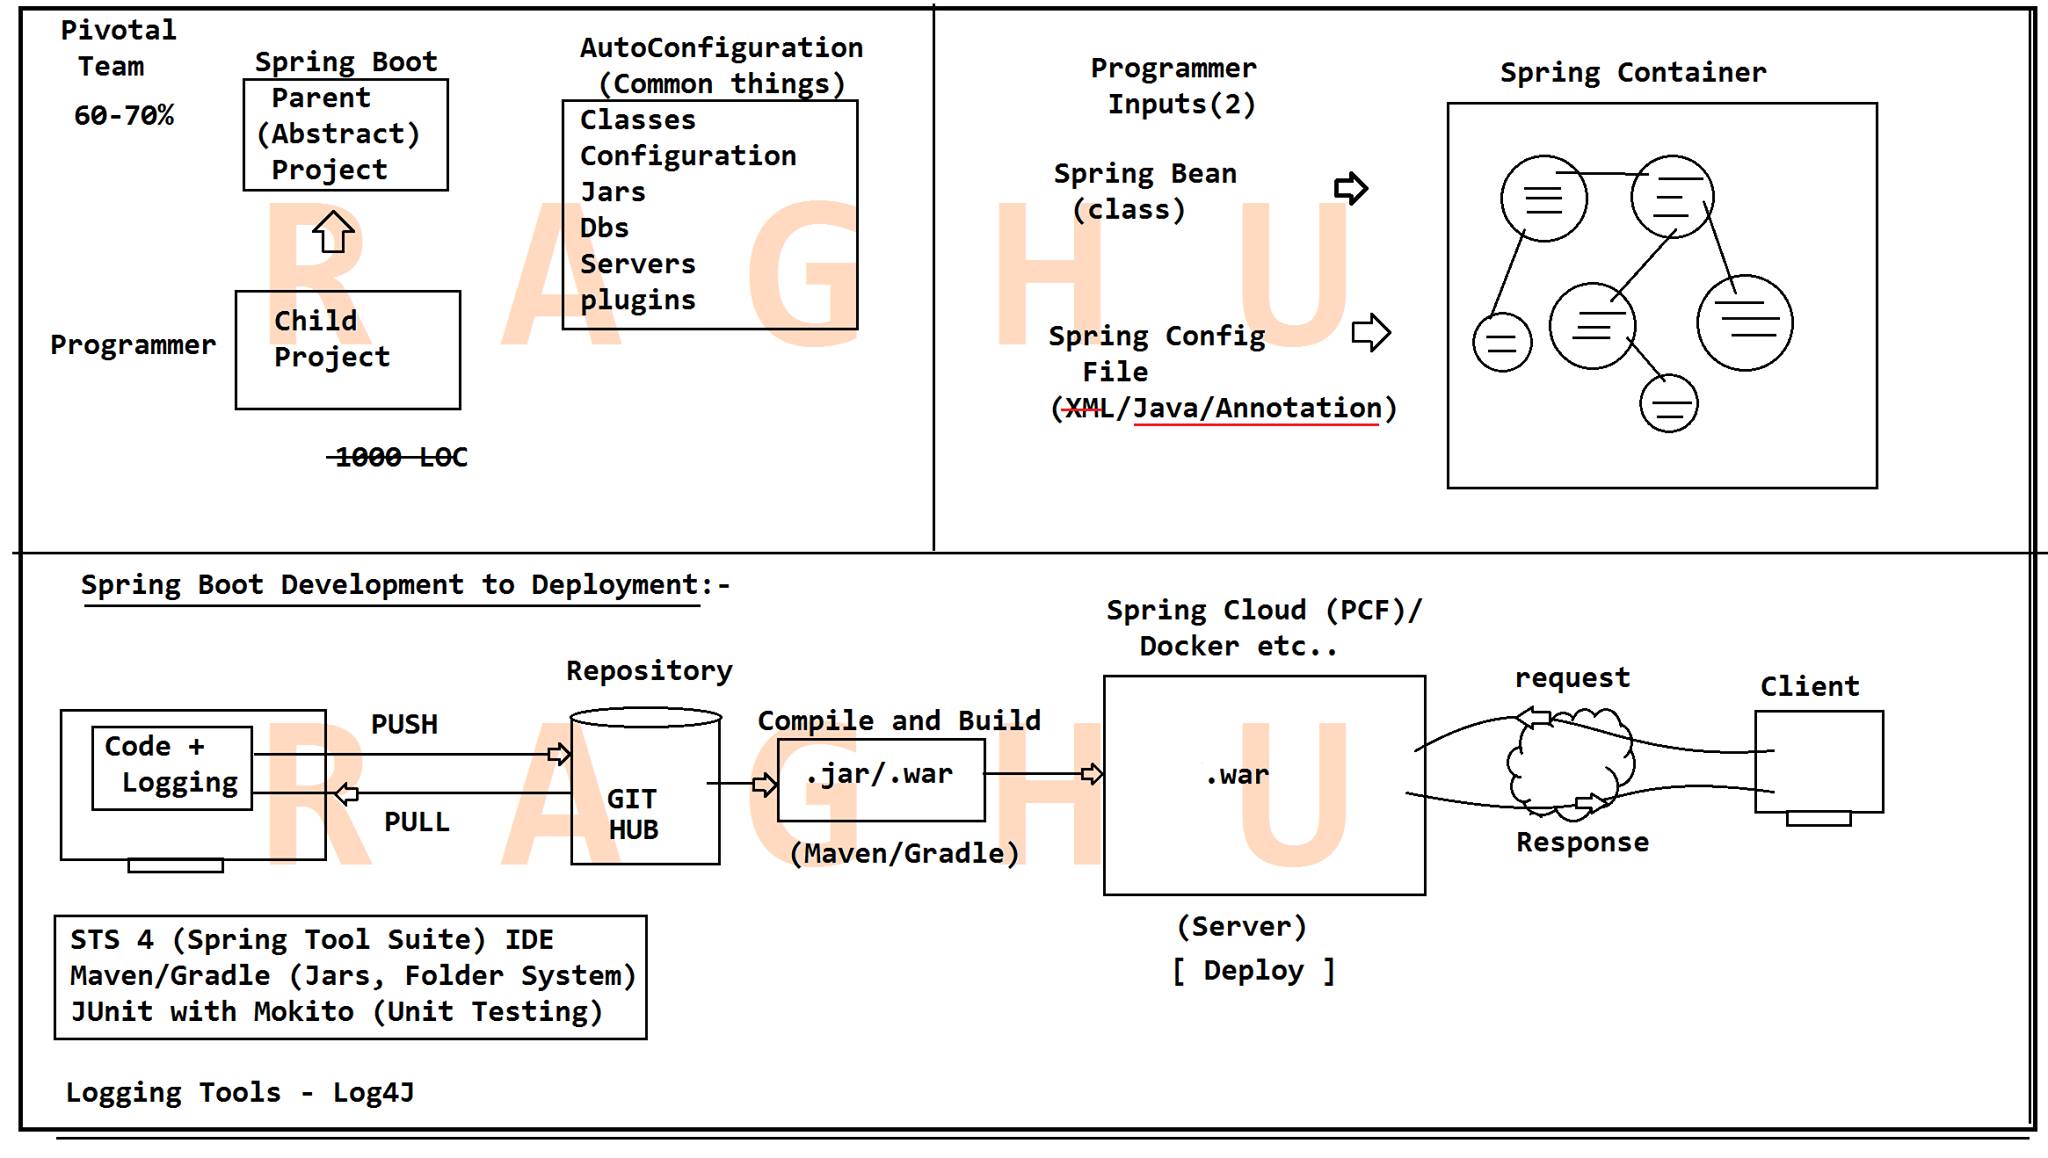 Pivotal
Team
60-70%
Spring Boot
Parent
(Abstract)
Project
AutoConfiguration
(Common things)
Classes
Configuration
Jars
Dbs
Servers
plugins
Programmer
Child
Project
1000 LOC
Programmer
Inputs(2)
Spring Bean
(class)
Spring Config
File
(XML/Java/Annotation)
Spring Container
R A G H U
Spring Boot Development to Deployment:-
Code +
Logging
PUSH
PULL
Repository
GIT
HUB
Compile and Build
.jar/.war
(Maven/Gradle)
Spring Cloud (PCF)/
Docker etc..
.war
(Server)
[ Deploy ]
request
Response
Client
R A G H U
STS 4 (Spring Tool Suite) IDE
Maven/Gradle (Jars, Folder System)
JUnit with Mokito (Unit Testing)
Logging Tools - Log4J